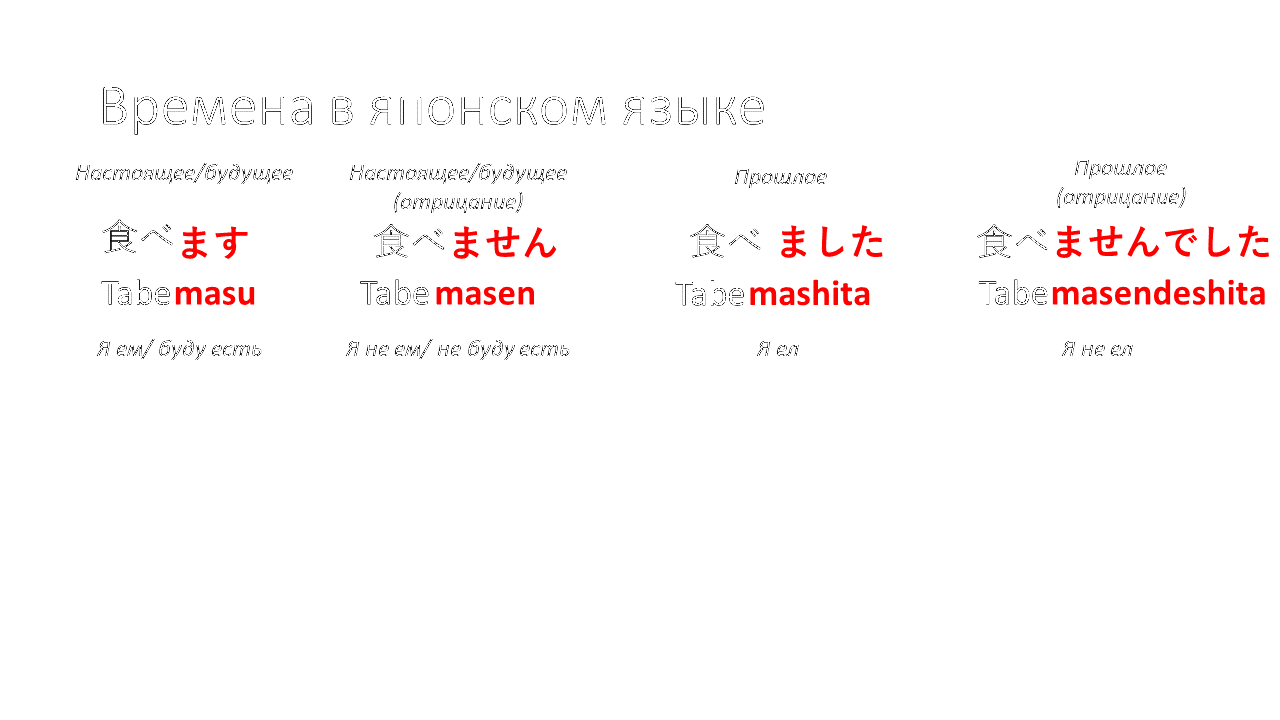 Времена в японском языке
Настоящее/будущее
食べます
Tabemasu
Я ем/ буду есть
Настоящее/будущее
(отрицание)
食べません
Tabemasen
Я не ем/ не буду есть
Прошлое
食べ ました
Tabemashita
Я ел
Прошлое
(отрицание)
食べませんでした
Tabemasendeshita
Я не ел